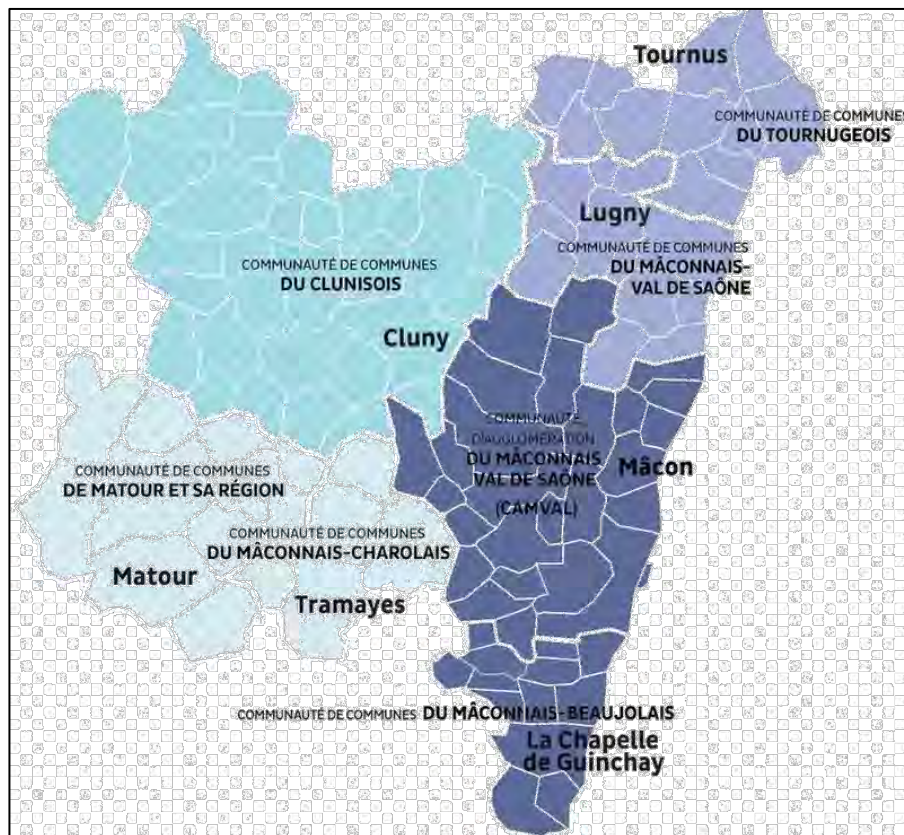 Tournus
COMMUNAUTÉ DE COMMUNES
DU TOURNUGEOIS
Lugny
COMMUNAUTÉ DE COMMUNES
DU MÂCONNAIS-
VAL DE SAÔNE
COMMUNAUTÉ DE COMMUNES
DU CLUNISOIS
Cluny
COMMUNAUTÉ
D'AGGLOMÉRATION
DU MÂCONNAIS
VAL DE SAÔNE
(CAMVAL)
Mâcon
COMMUNAUTÉ DE COMMUNES
DE MATOUR ET SA RÉGION
COMMUNAUTÉ DE COMMUNES
DU MÂCONNAIS-CHAROLAIS
Matour
Tramayes
COMMUNAUTÉ DE COMMUNES DU MÂCONNAIS-BEAUJOLAIS
La Chapelle
de Guinchay